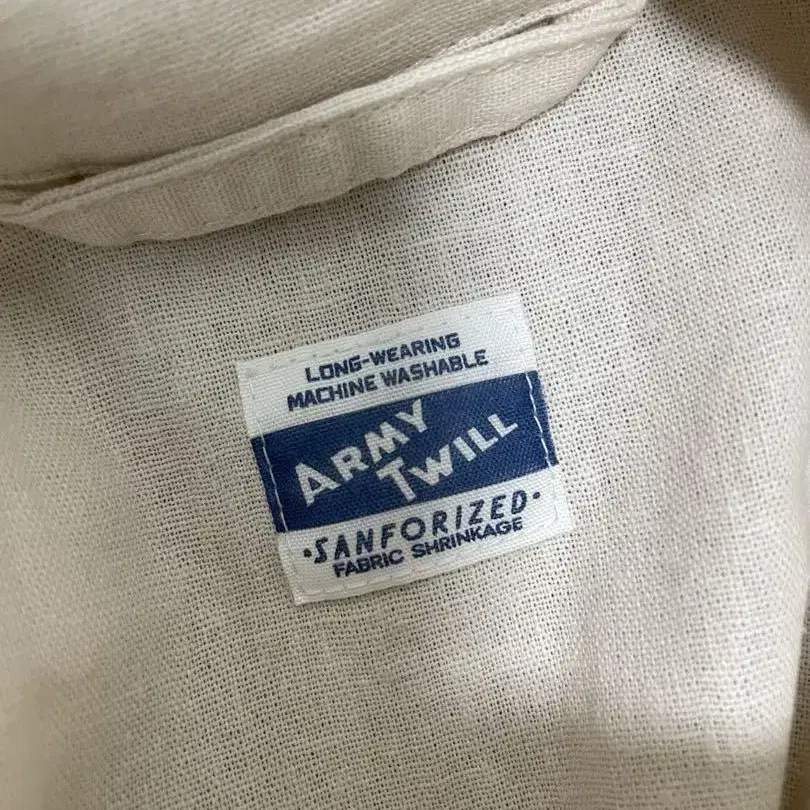 LONG-WEARING
MACHINE WASHABLE
ARMY
TWILL
·SANFORIZED·
FABRIC SHRINKAGE